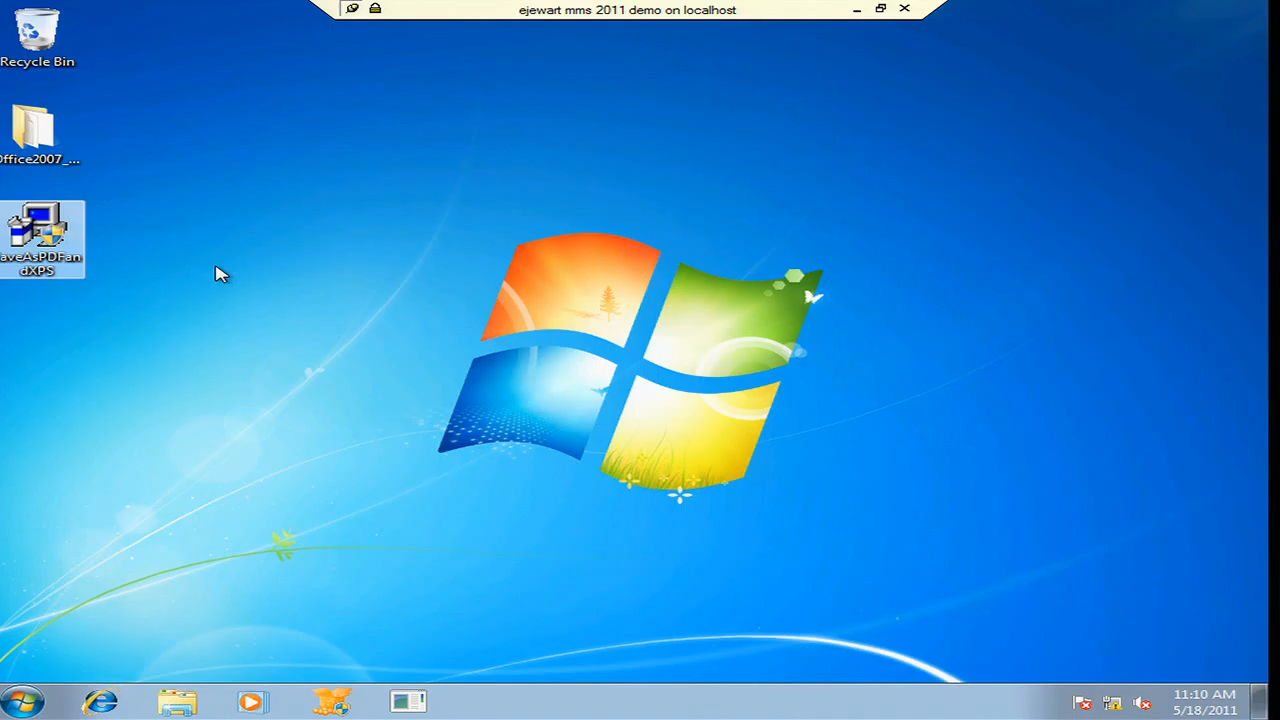 ejewart mms 2011 demo on localhost
Recycle Bin
Office2007_...
aveAsPDFan
dXPS
11:10 AM
5/18/2011